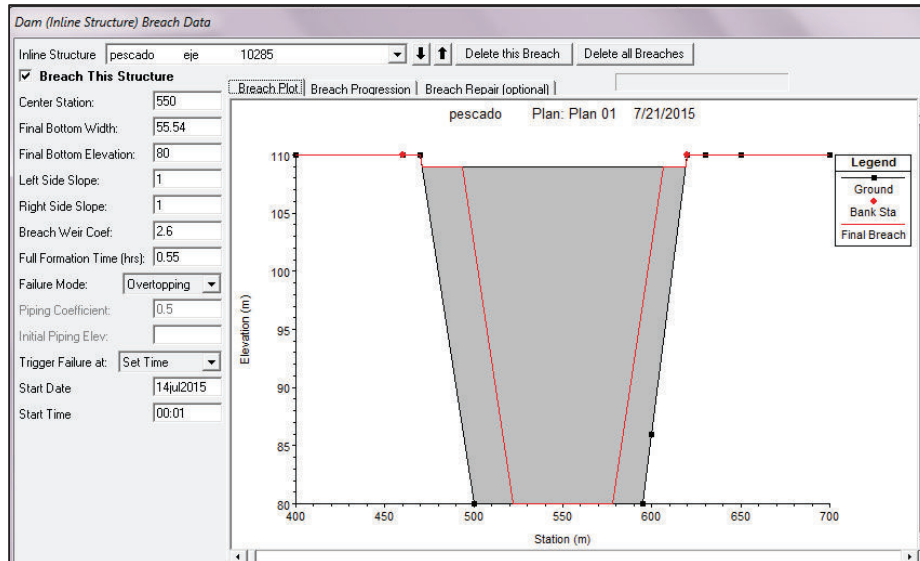 Dam (Inline Structure) Breach Data
Inline Structure pescado eje 10285 Delete this Breach Delete all Breaches
Breach This Structure
Center Station: 550
Final Bottom Width: 55.54
Final Bottom Elevation: 80
Left Side Slope: 1
Right Side Slope: 1
Breach Weir Coef: 2.6
Full Formation Time (hrs): 0.55
Failure Mode: Overtopping
Piping Coefficient: 0.5
Initial Piping Elev:
Trigger Failure at: Set Time
Start Date 14jul2015
Start Time 00:01
Breach Plot Breach Progression Breach Repair (optional)
pescado Plan: Plan 01 7/21/2015
110
105
100
95
90
85
80
Elevation (m)
400 450 500 550 600 650 700
Station (m)
Legend
Ground
Bank Sta
Final Breach